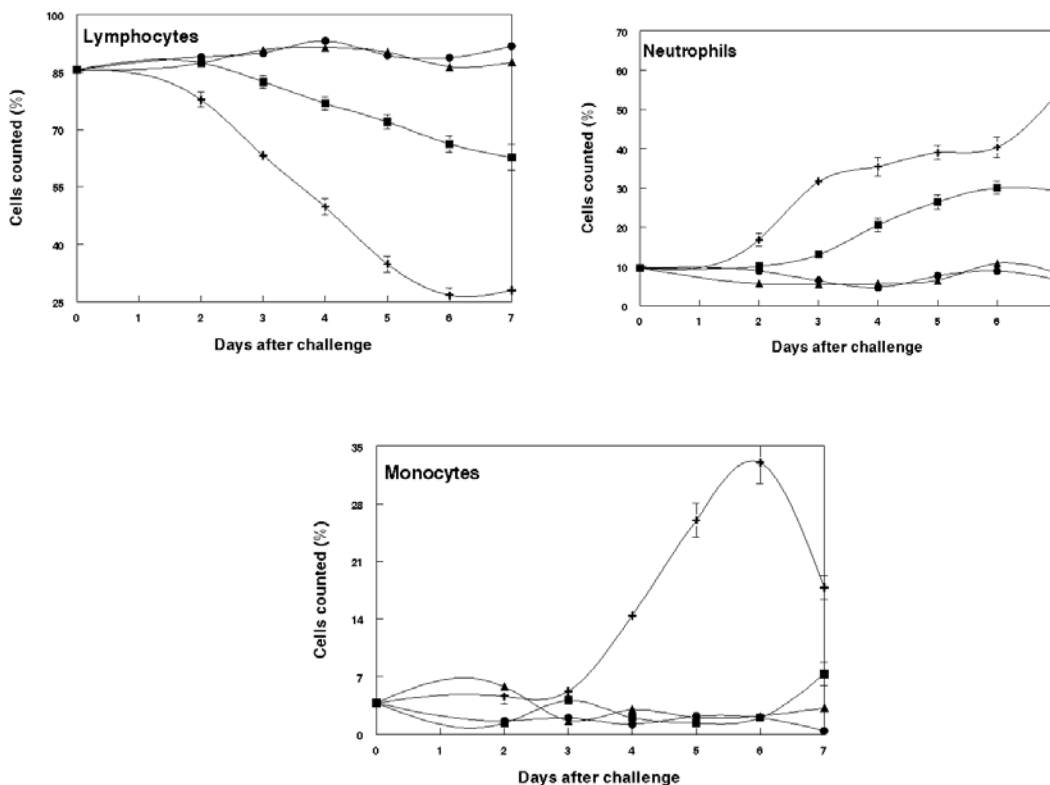 Lymphocytes
Cells counted (%)
100
85
70
55
40
25
0 1 2 3 4 5 6 7
Days after challenge
Neutrophils
Cells counted (%)
70
60
50
40
30
20
10
0
0 1 2 3 4 5 6
Days after challenge
Monocytes
Cells counted (%)
35
28
21
14
7
0
0 1 2 3 4 5 6 7
Days after challenge